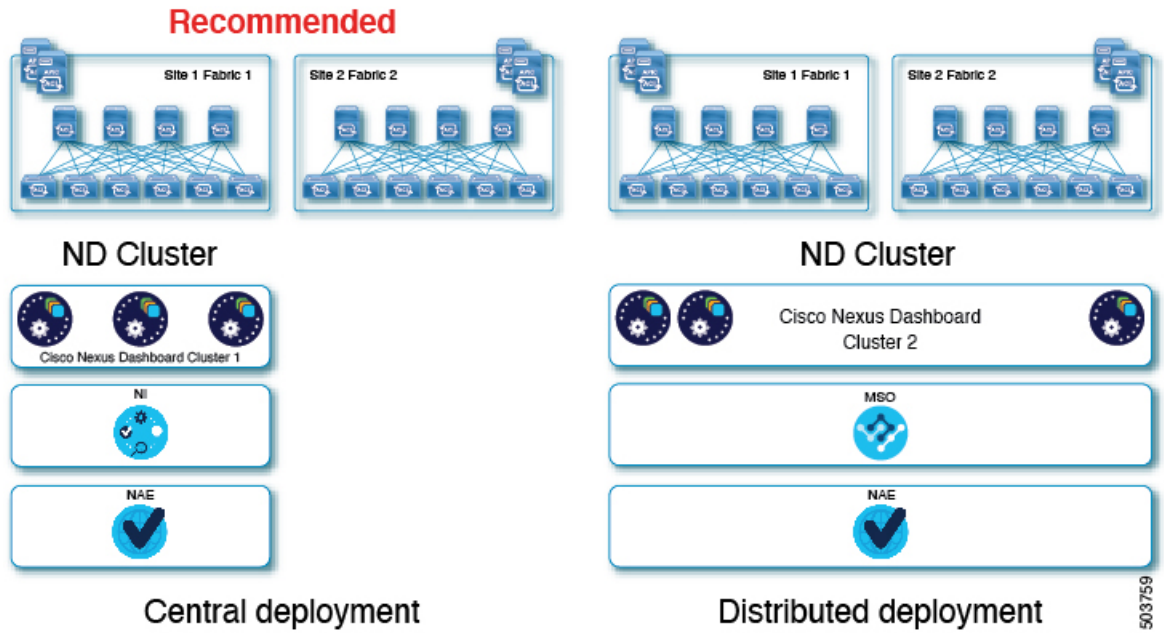 Recommended
Site 1 Fabric 1
Site 2 Fabric 2
ND Cluster
Cisco Nexus Dashboard Cluster 1
NI
NAE
Central deployment
Site 1 Fabric 1
Site 2 Fabric 2
ND Cluster
Cisco Nexus Dashboard
Cluster 2
MSO
NAE
Distributed deployment
503759